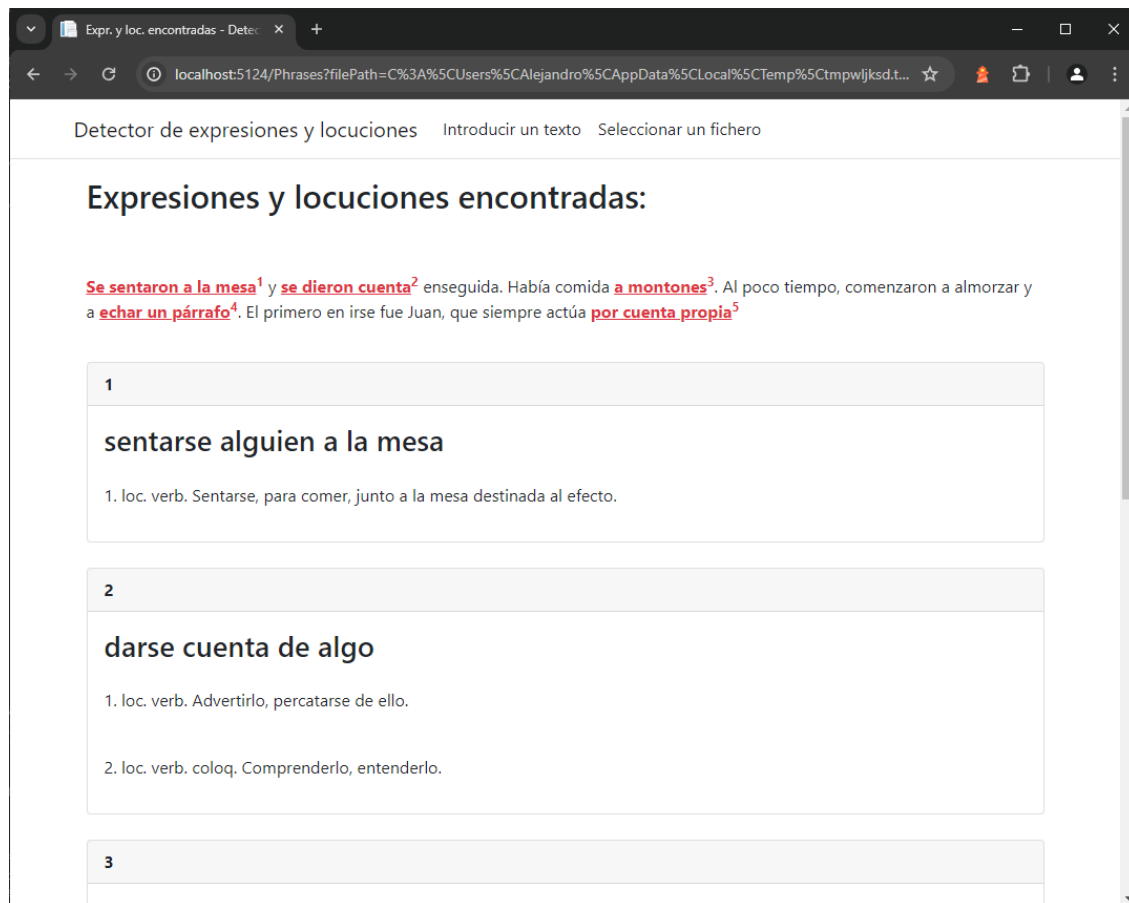 Expr. y loc. encontradas - Detec
localhost:5124/Phrases?filePath=C%3A%5CUsers%5CAlejandro%5CAppData%5CLocal%5CTemp%5Ctmpwljksd.t...
Detector de expresiones y locuciones Introducir un texto Seleccionar un fichero
Expresiones y locuciones encontradas:
Se sentaron a la mesa1 y se dieron cuenta2 enseguida. Había comida a montones3. Al poco tiempo, comenzaron a almorzar y
a echar un párrafo4. El primero en irse fue Juan, que siempre actúa por cuenta propia5
1
sentarse alguien a la mesa
1. loc. verb. Sentarse, para comer, junto a la mesa destinada al efecto.
2
darse cuenta de algo
1. loc. verb. Advertirlo, percatarse de ello.
2. loc. verb. coloq. Comprenderlo, entenderlo.
3